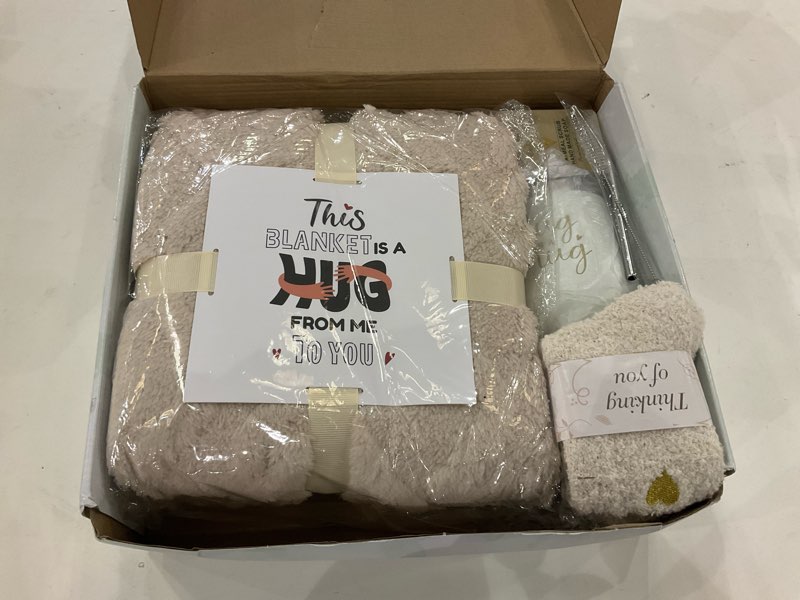 This
BLANKET IS A
HUG
FROM ME
TO YOU
Thinking
of you